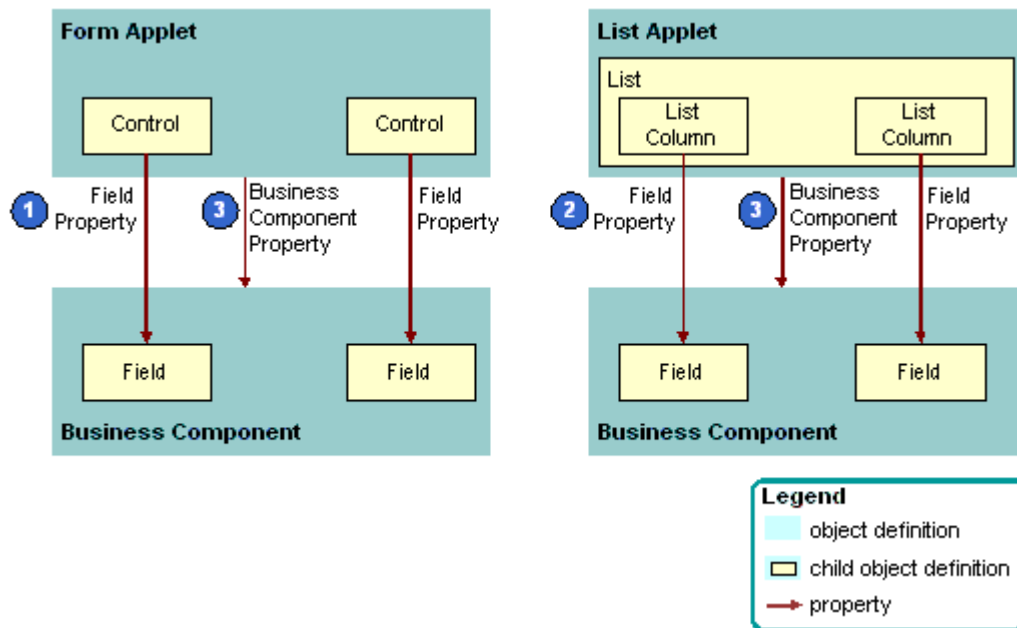 Form Applet
Control
Control
1
Field
Property
3
Business
Component
Property
Field
Property
Field
Field
Business Component
List Applet
List
List
Column
List
Column
2
Field
Property
3
Business
Component
Property
Field
Property
Field
Field
Business Component
Legend
object definition
child object definition
property